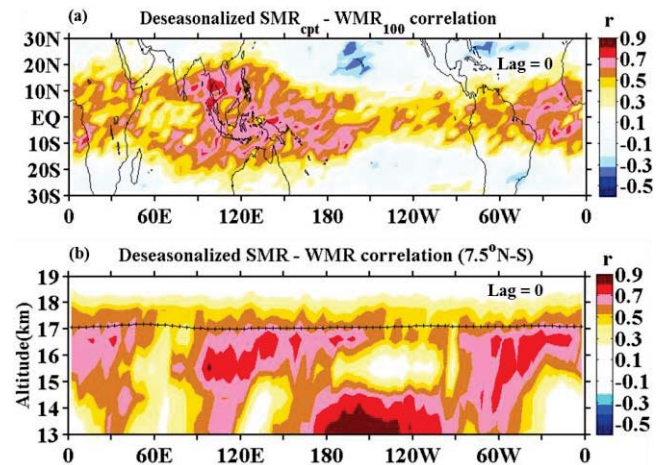 (a) Deseasonalized SMRcpt - WMR100 correlation
r
30N
20N
10N
EQ
10S
20S
30S
Lag = 0
0.9
0.7
0.5
0.3
0.1
-0.1
-0.3
-0.5
0 60E 120E 180 120W 60W 0
(b) Deseasonalized SMR - WMR correlation (7.5°N-S)
r
Altitude(km)
19
18
17
16
15
14
13
Lag = 0
0.9
0.7
0.5
0.3
0.1
-0.1
-0.3
-0.5
0 60E 120E 180 120W 60W 0